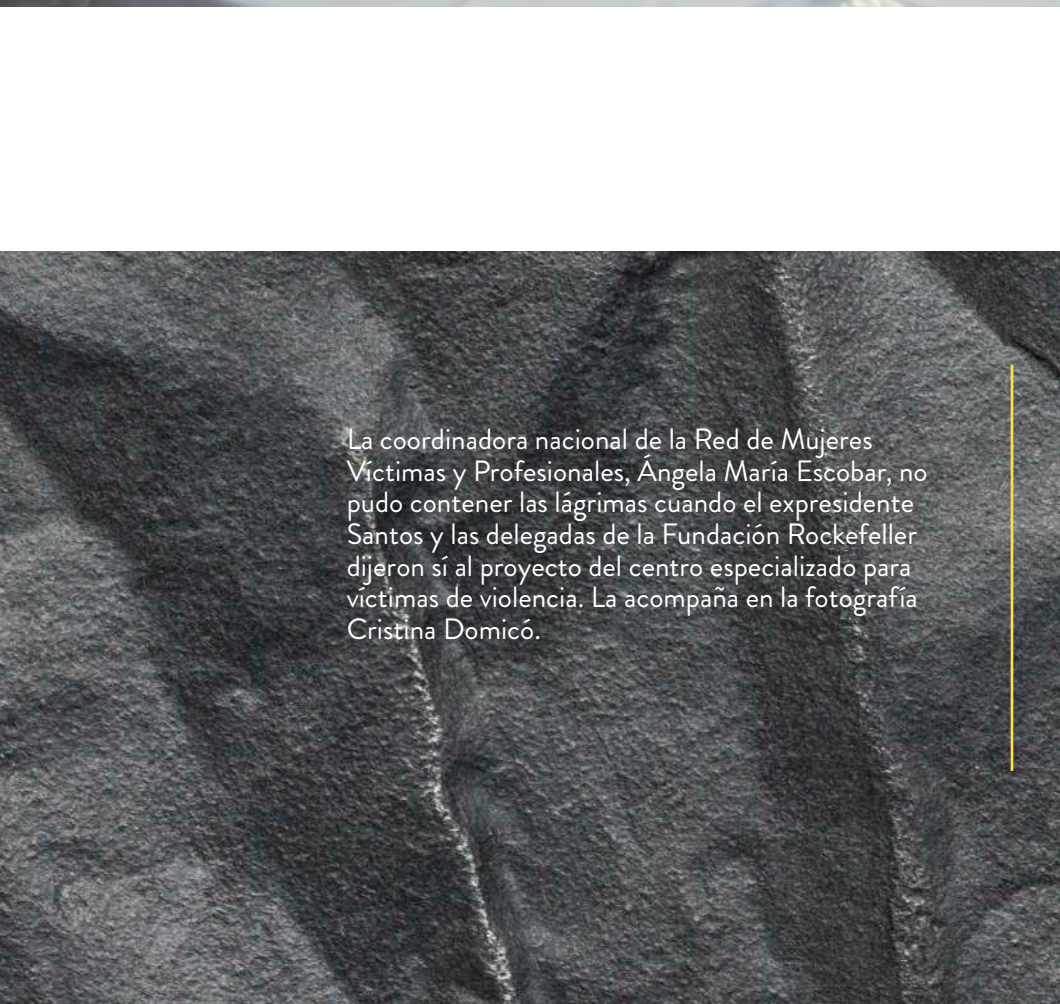 La coordinadora nacional de la Red de Mujeres
Víctimas y Profesionales, Ángela María Escobar, no
pudo contener las lágrimas cuando el expresidente
Santos y las delegadas de la Fundación Rockefeller
dijeron sí al proyecto del centro especializado para
víctimas de violencia. La acompaña en la fotografía
Cristina Domicó.